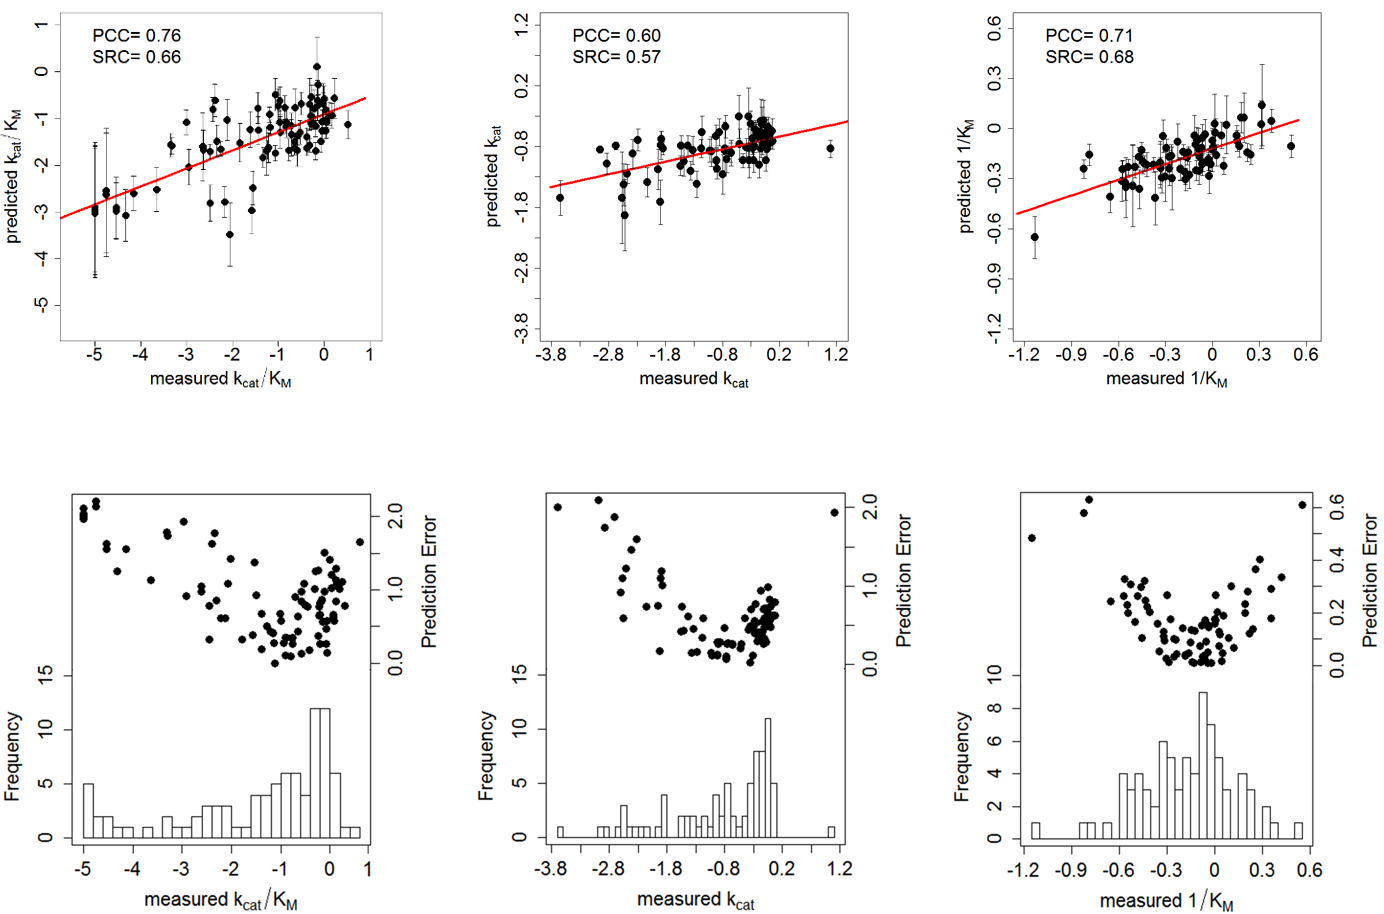 PCC= 0.76
SRC= 0.66
1
0
-1
-2
-3
-4
-5
predicted kcat/KM
-5 -4 -3 -2 -1 0 1
measured kcat/KM
PCC= 0.60
SRC= 0.57
1.2
0.2
-0.8
-1.8
-2.8
-3.8
predicted kcat
-3.8 -2.8 -1.8 -0.8 0.2 1.2
measured kcat
PCC= 0.71
SRC= 0.68
0.6
0.3
0
-0.3
-0.6
-0.9
-1.2
predicted 1/KM
-1.2 -0.9 -0.6 -0.3 0 0.3 0.6
measured 1/KM
2.0
1.0
0.0
Prediction Error
15
10
5
0
Frequency
-5 -4 -3 -2 -1 0 1
measured kcat/KM
2.0
1.0
0.0
Prediction Error
15
10
5
0
Frequency
-3.8 -2.8 -1.8 -0.8 0.2 1.2
measured kcat
0.6
0.4
0.2
0.0
Prediction Error
10
8
6
4
2
0
Frequency
-1.2 -0.9 -0.6 -0.3 0 0.3 0.6
measured 1/KM